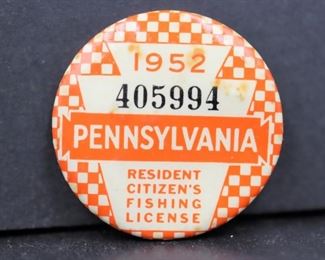 1952
405994
PENNSYLVANIA
RESIDENT
CITIZEN'S
FISHING
LICENSE